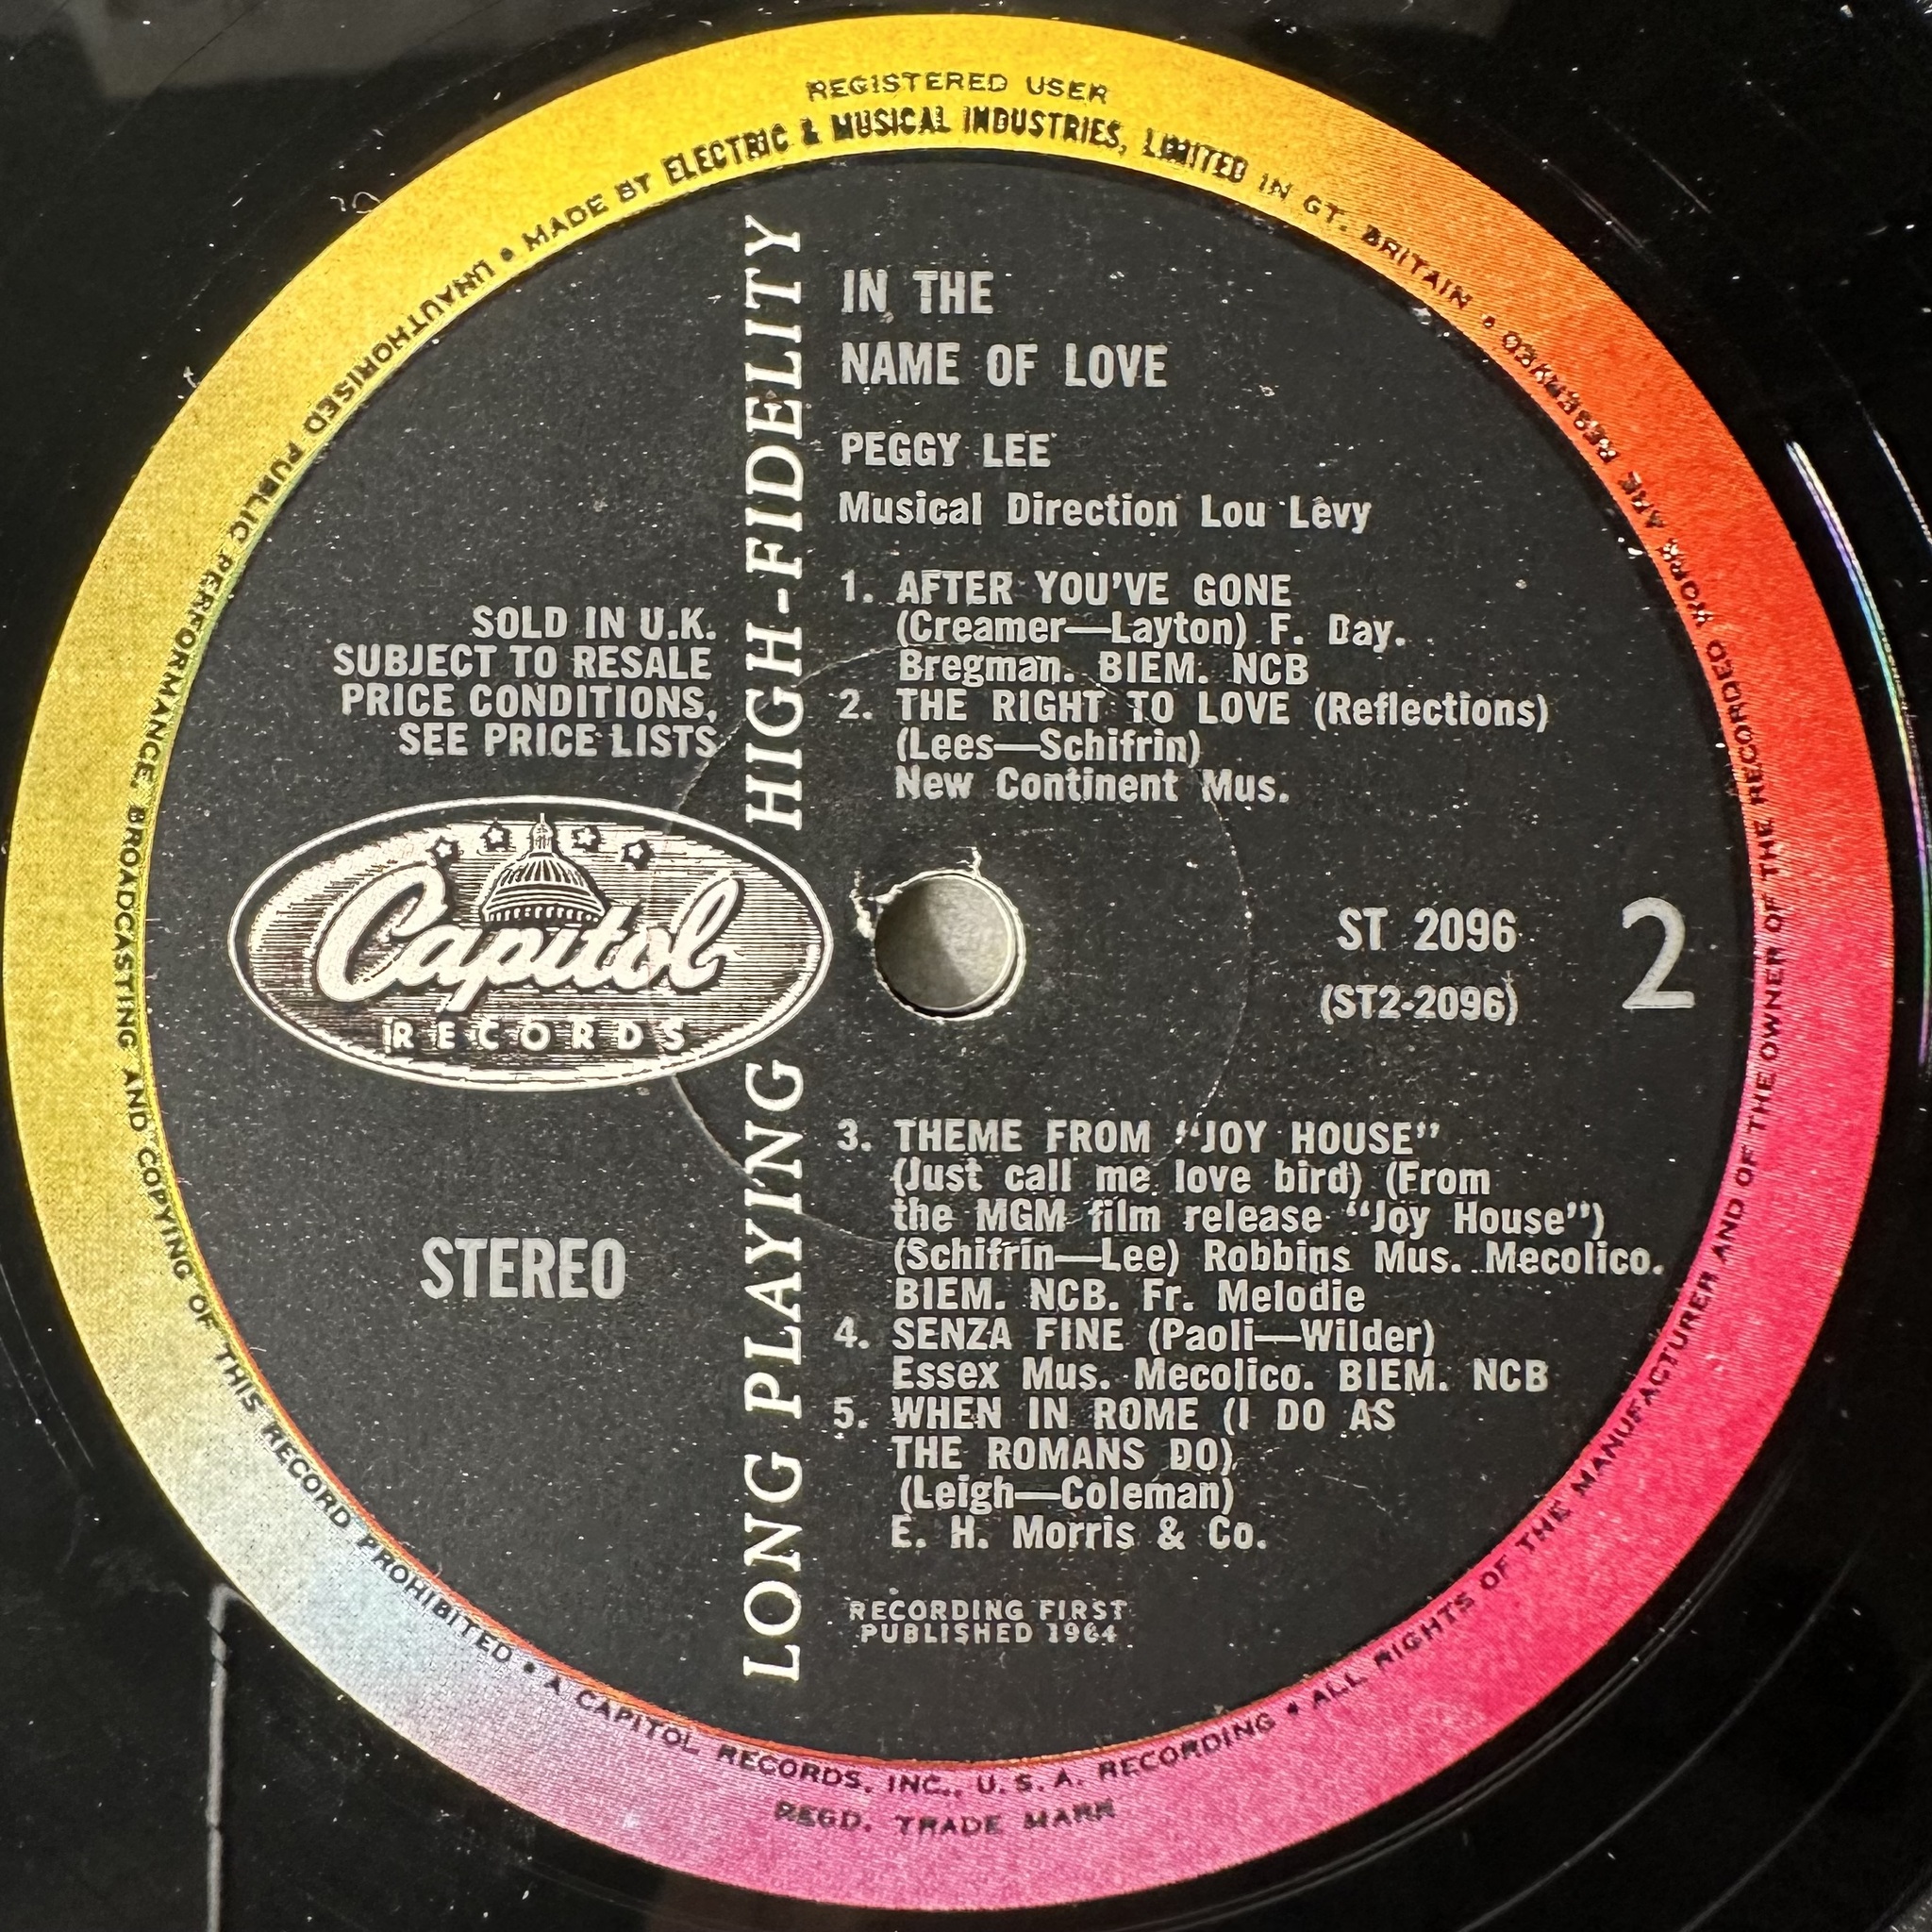 REGISTERED USER
MADE BY ELECTRIC & MUSICAL INDUSTRIES, LIMITED IN GT. BRITAIN • ALL RIGHTS OF THE MANUFACTURER AND OF THE OWNER OF THE RECORDED WORK ARE RESERVED •
UNAUTHORISED PUBLIC PERFORMANCE, BROADCASTING AND COPYING OF THIS RECORD PROHIBITED •
A CAPITOL RECORDS, INC., U.S.A. RECORDING •
REGD. TRADE MARK
LONG PLAYING HIGH-FIDELITY
IN THE
NAME OF LOVE
PEGGY LEE
Musical Direction Lou Levy
1. AFTER YOU'VE GONE
(Creamer—Layton) F. Day.
Bregman. BIEM. NCB
2. THE RIGHT TO LOVE (Reflections)
(Lees—Schifrin)
New Continent Mus.
SOLD IN U.K.
SUBJECT TO RESALE
PRICE CONDITIONS,
SEE PRICE LISTS
Capitol
RECORDS
STEREO
ST 2096
(ST2-2096)
2
3. THEME FROM “JOY HOUSE”
(Just call me love bird) (From
the MGM film release “Joy House”)
(Schifrin—Lee) Robbins Mus. Mecolico.
BIEM. NCB. Fr. Melodie
4. SENZA FINE (Paoli—Wilder)
Essex Mus. Mecolico. BIEM. NCB
5. WHEN IN ROME (I DO AS
THE ROMANS DO)
(Leigh—Coleman)
E. H. Morris & Co.
RECORDING FIRST
PUBLISHED 1964